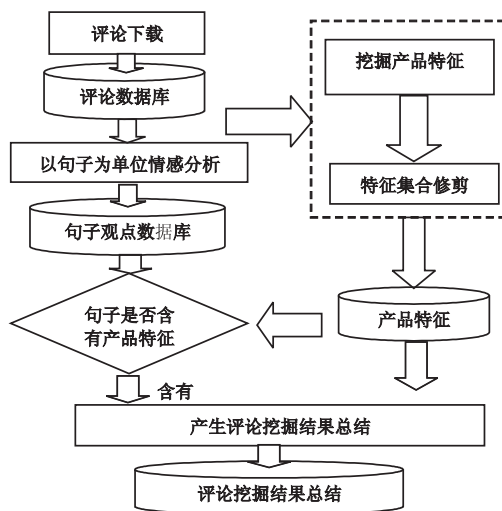 评论下载
评论数据库
以句子为单位情感分析
句子观点数据库
句子是否含
有产品特征
含有
挖掘产品特征
特征集合修剪
产品特征
产生评论挖掘结果总结
评论挖掘结果总结